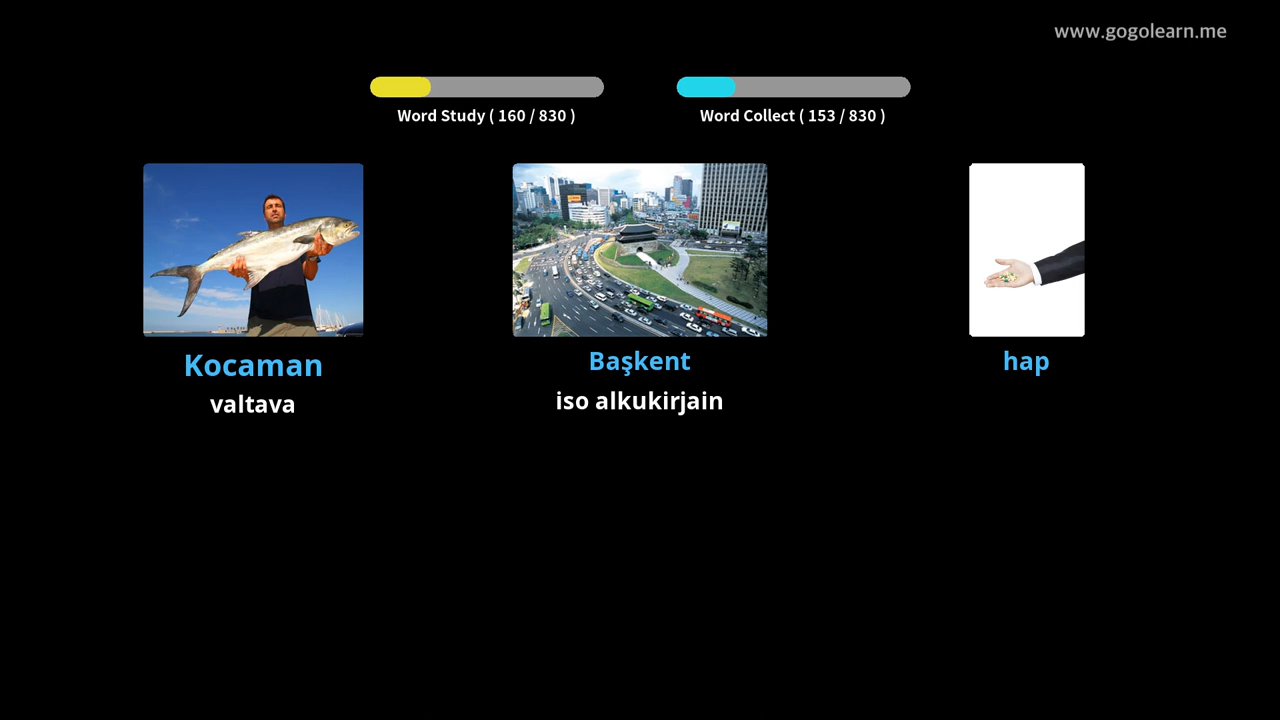 www.gogolearn.me
Word Study ( 160 / 830 )
Word Collect ( 153 / 830 )
Kocaman
valtava
Başkent
iso alkukirjain
hap